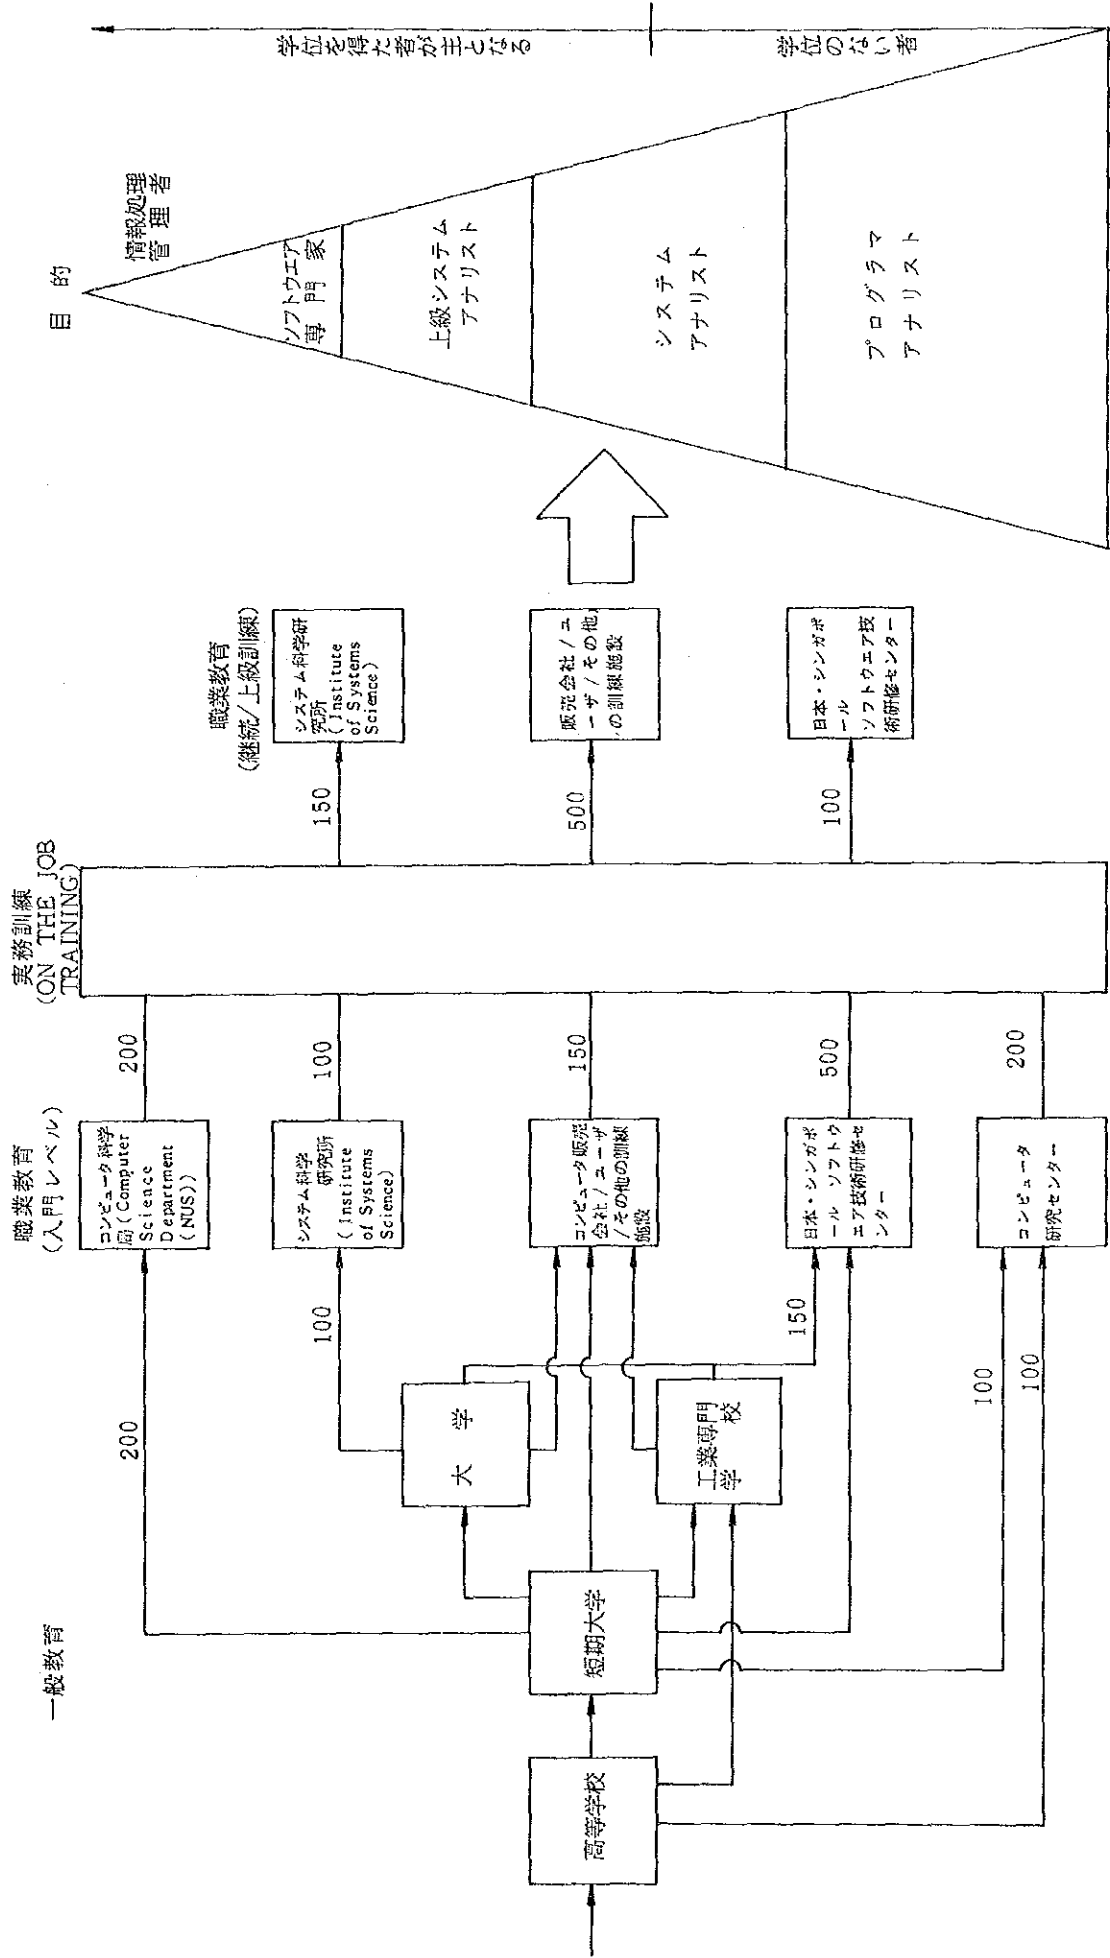 一般教育
職業教育
(入門レベル)
実務訓練
(ON THE JOB
TRAINING)
職業教育
(継続/上級訓練)
目 的
高等学校
短期大学
大 学
工業専門
学 校
200
100
150
100
100
コンピュータ科学
局(Computer
Science
Department
(NUS))
システム科学
研究所
(Institute
of Systems
Science)
コンピュータ販売
会社/ユーザ
/その他の訓練
施設
日本・シンガポ
ール ソフトウ
エア技術研修セ
ンター
コンピュータ
研究センター
200
100
150
500
200
150
500
100
システム科学研
究所
(Institute
of Systems
Science)
販売会社/ユ
ーザ/その他
の訓練施設
日本・シンガポ
ール
ソフトウエア技
術研修センター
情報処理
管 理 者
ソフトウエア
専 門 家
上級システム
アナリスト
システム
アナリスト
プログラマ
アナリスト
学位を得た者が主となる
学位のない者